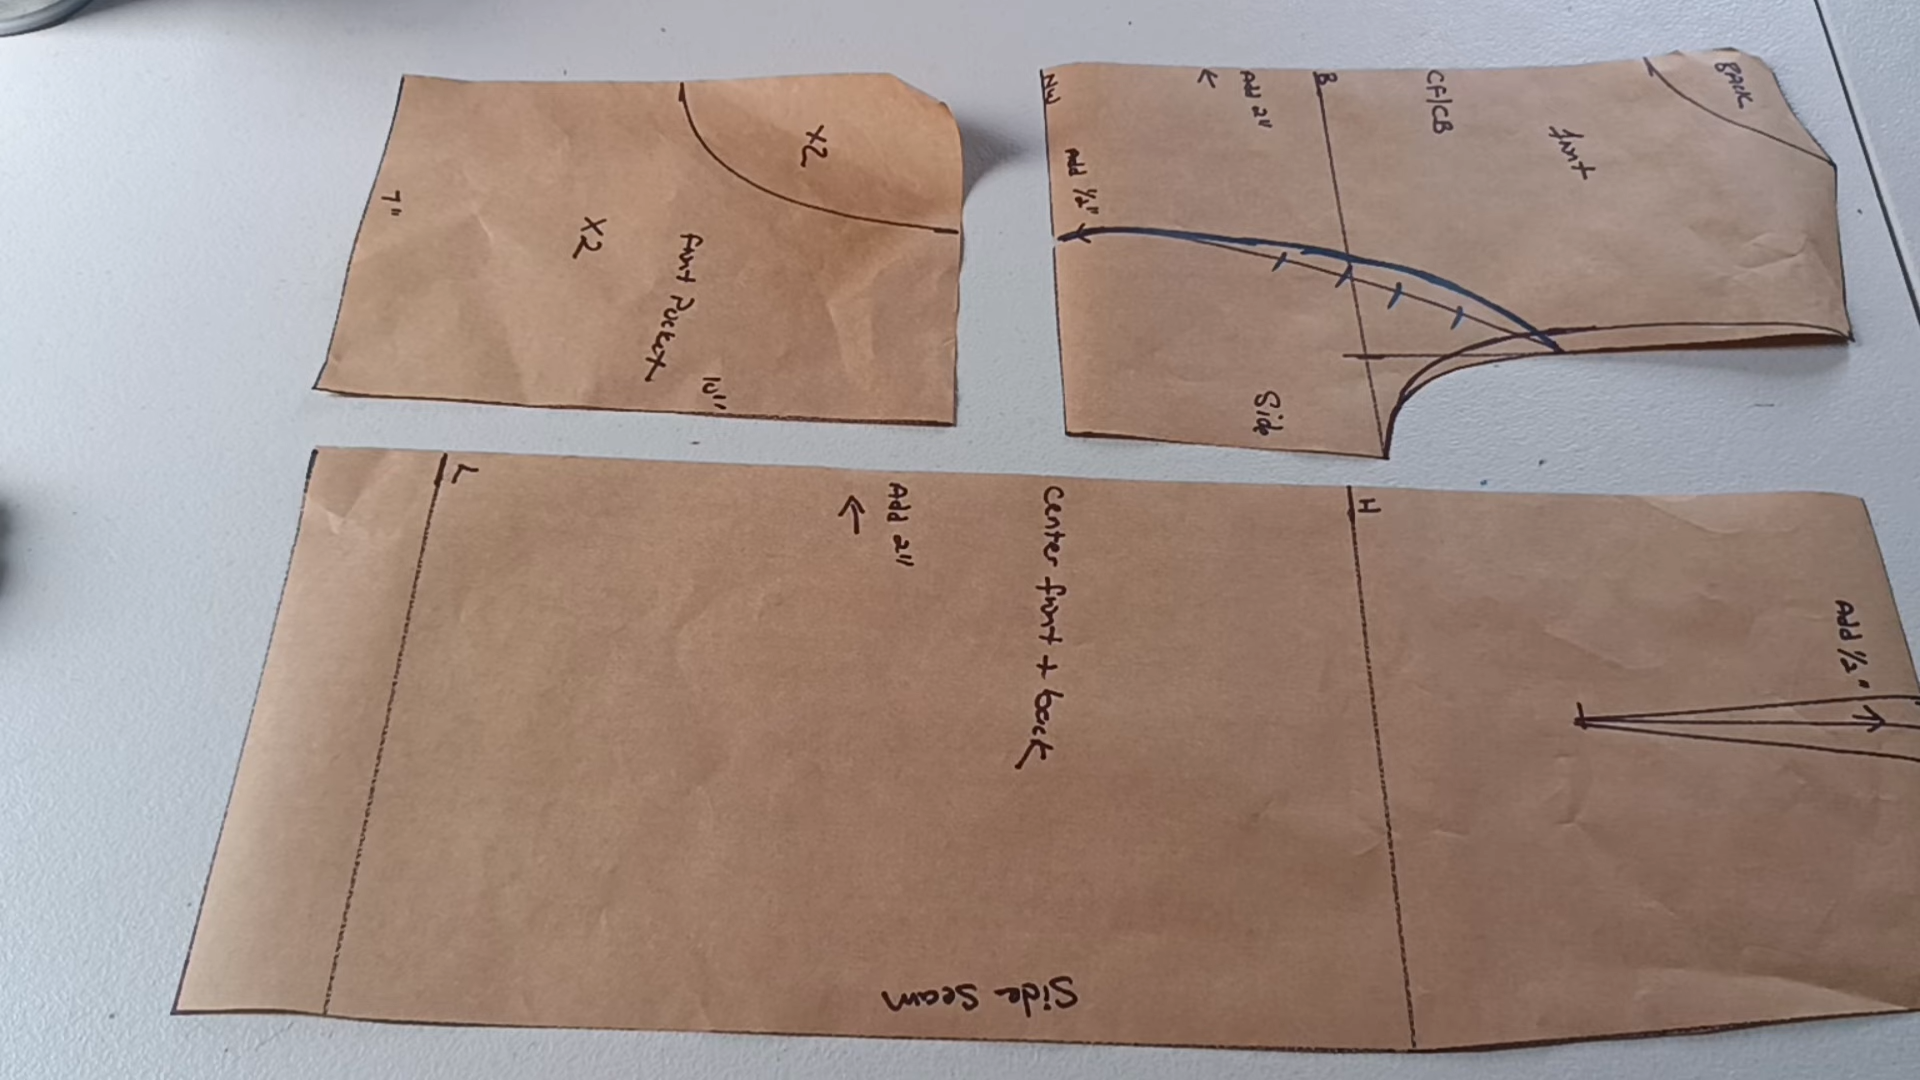 7"
X2
X2
front Pocket
10"
NW
Add ½"
Add 2"
B
CF/CB
front
BACK
Side
L
Add 2"
Center front + back
H
Add ½"
Side Seam